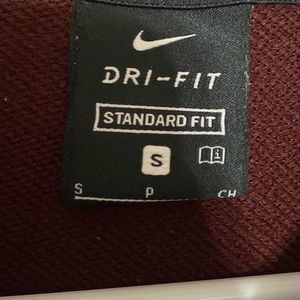 DRI-FIT
STANDARD FIT
S
S P CH